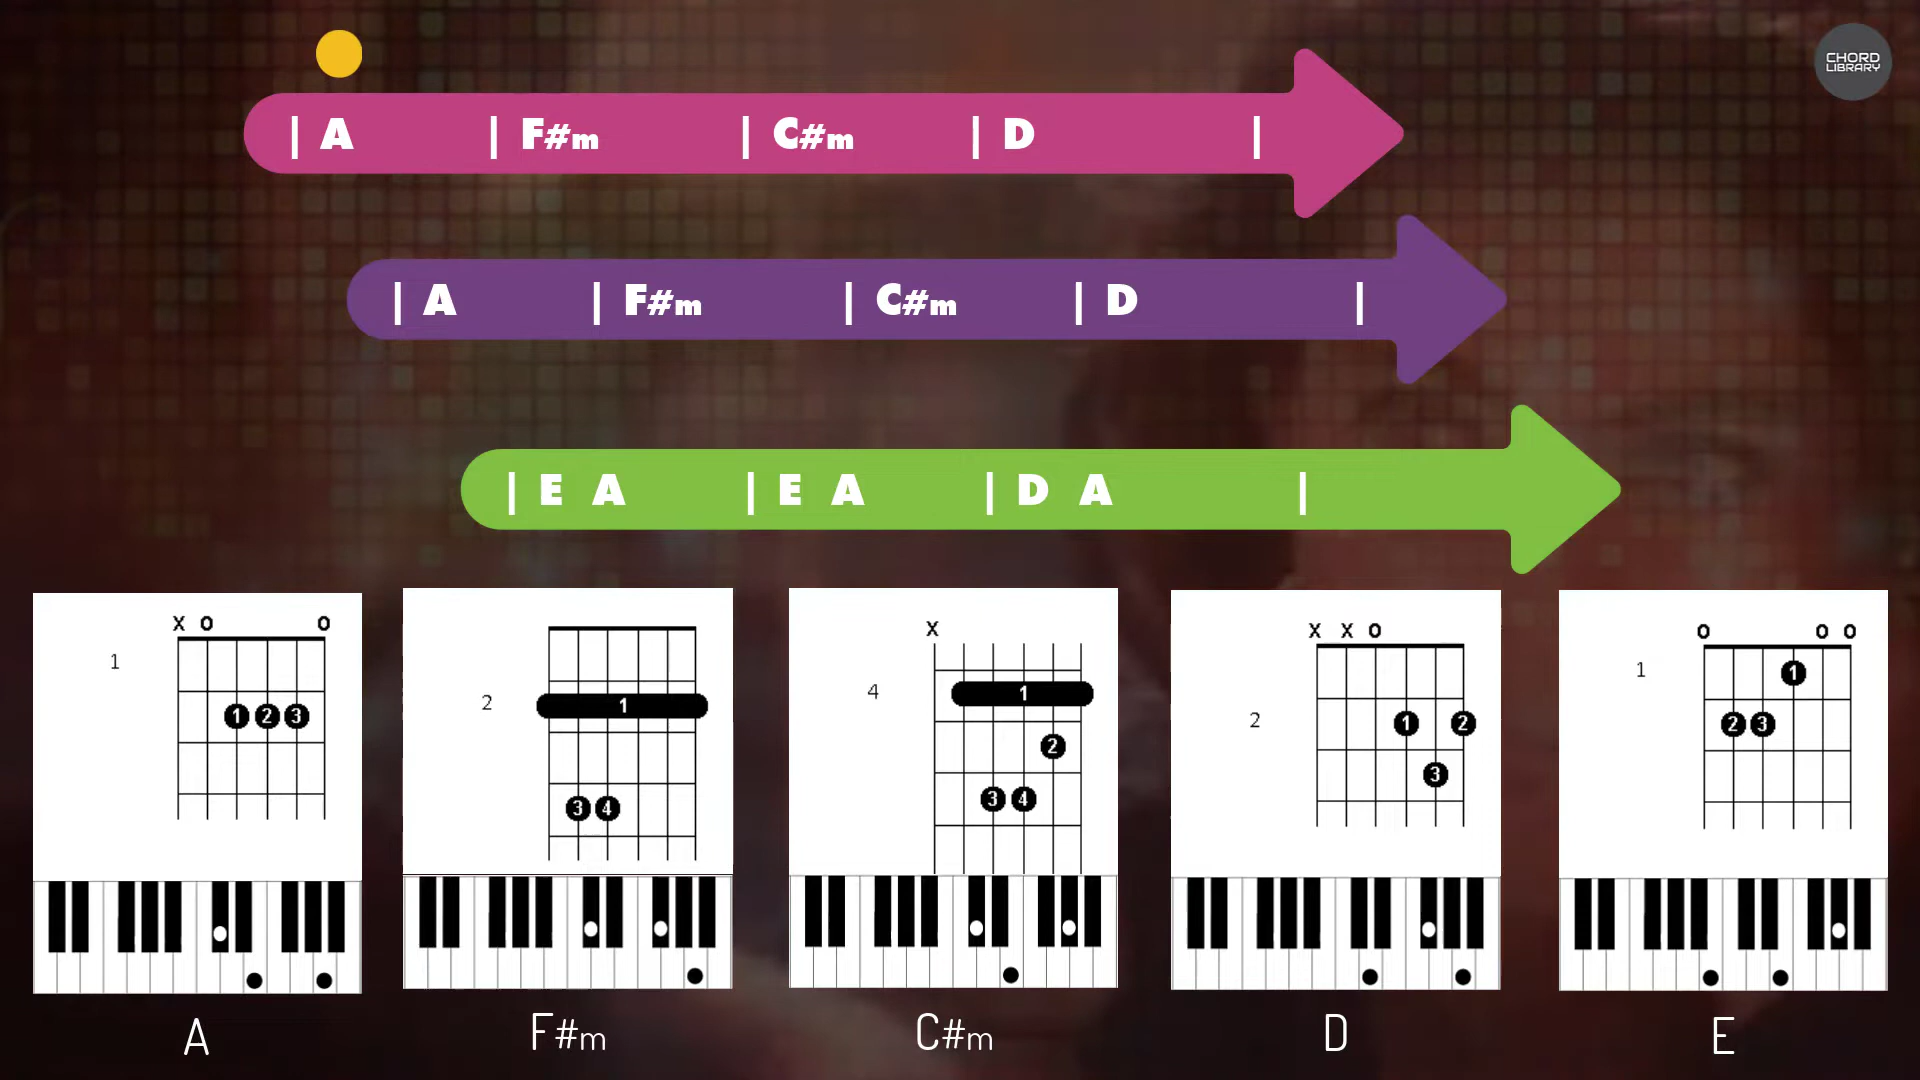 CHORD
LIBRARY
| A | F#m | C#m | D |
| A | F#m | C#m | D |
| E A | E A | D A |
X O O
1
1 2 3
2
1
3 4
X
4
1
2
3 4
X X O
2
1 2
3
O O O
1
1
2 3
A F#m C#m D E